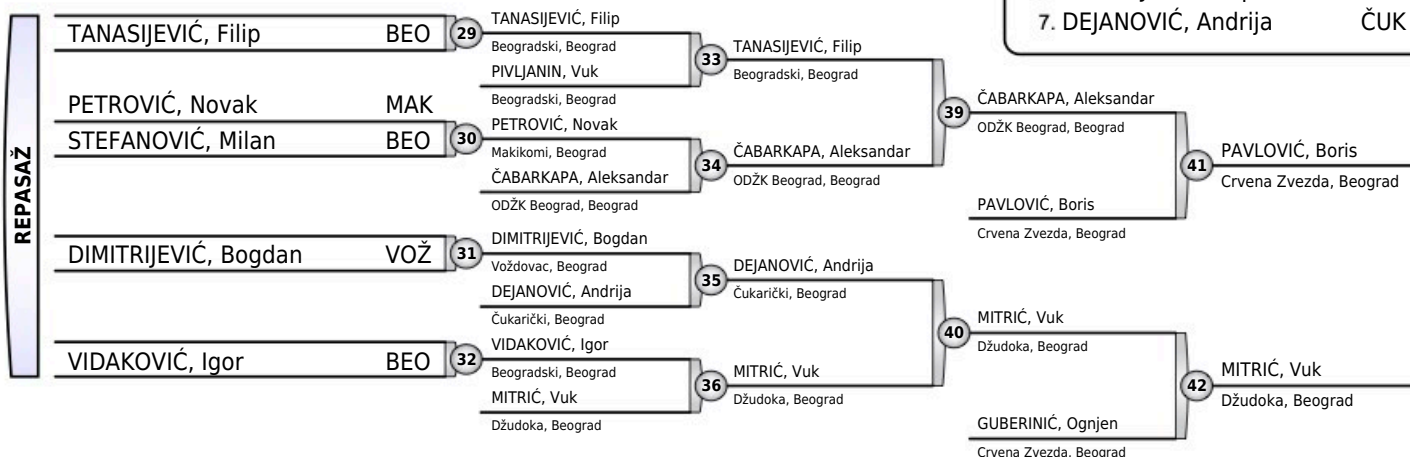 7. DEJANOVIĆ, Andrija ČUK
REPASAŽ
TANASIJEVIĆ, Filip BEO
PETROVIĆ, Novak MAK
STEFANOVIĆ, Milan BEO
DIMITRIJEVIĆ, Bogdan VOŽ
VIDAKOVIĆ, Igor BEO
29
30
31
32
TANASIJEVIĆ, Filip
Beogradski, Beograd
PIVLJANIN, Vuk
Beogradski, Beograd
PETROVIĆ, Novak
Makikomi, Beograd
ČABARKAPA, Aleksandar
ODŽK Beograd, Beograd
DIMITRIJEVIĆ, Bogdan
Voždovac, Beograd
DEJANOVIĆ, Andrija
Čukarički, Beograd
VIDAKOVIĆ, Igor
Beogradski, Beograd
MITRIĆ, Vuk
Džudoka, Beograd
33
34
35
36
TANASIJEVIĆ, Filip
Beogradski, Beograd
ČABARKAPA, Aleksandar
ODŽK Beograd, Beograd
DEJANOVIĆ, Andrija
Čukarički, Beograd
MITRIĆ, Vuk
Džudoka, Beograd
39
40
ČABARKAPA, Aleksandar
ODŽK Beograd, Beograd
PAVLOVIĆ, Boris
Crvena Zvezda, Beograd
MITRIĆ, Vuk
Džudoka, Beograd
GUBERINIĆ, Ognjen
Crvena Zvezda, Beograd
41
42
PAVLOVIĆ, Boris
Crvena Zvezda, Beograd
MITRIĆ, Vuk
Džudoka, Beograd